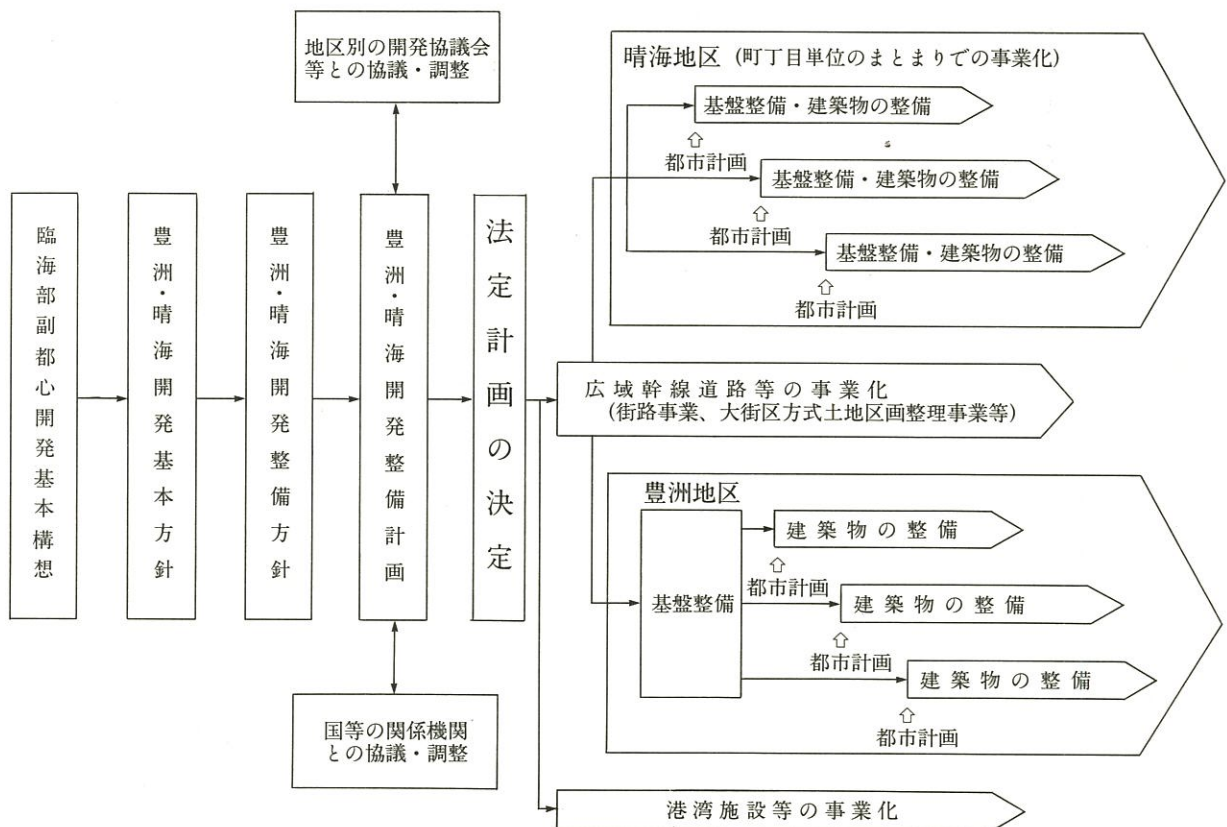 地区別の開発協議会
等との協議・調整
臨海部副都心開発基本構想
豊洲・晴海開発基本方針
豊洲・晴海開発整備方針
豊洲・晴海開発整備計画
法定計画の決定
国等の関係機関
との協議・調整
晴海地区 (町丁目単位のまとまりでの事業化)
基盤整備・建築物の整備
都市計画
基盤整備・建築物の整備
都市計画
基盤整備・建築物の整備
都市計画
広域幹線道路等の事業化
(街路事業、大街区方式土地区画整理事業等)
豊洲地区
基盤整備
建築物の整備
都市計画
建築物の整備
都市計画
建築物の整備
都市計画
港湾施設等の事業化